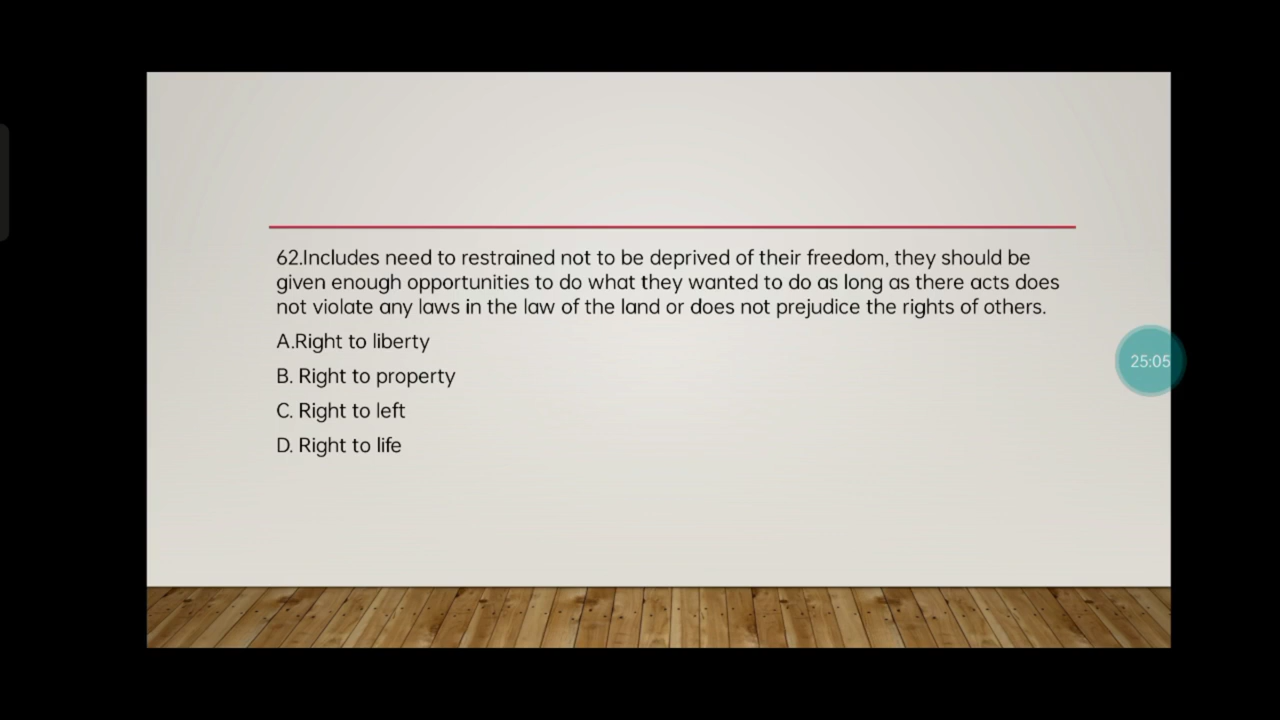 62.Includes need to restrained not to be deprived of their freedom, they should be
given enough opportunities to do what they wanted to do as long as there acts does
not violate any laws in the law of the land or does not prejudice the rights of others.
A.Right to liberty
B. Right to property
C. Right to left
D. Right to life
25:05